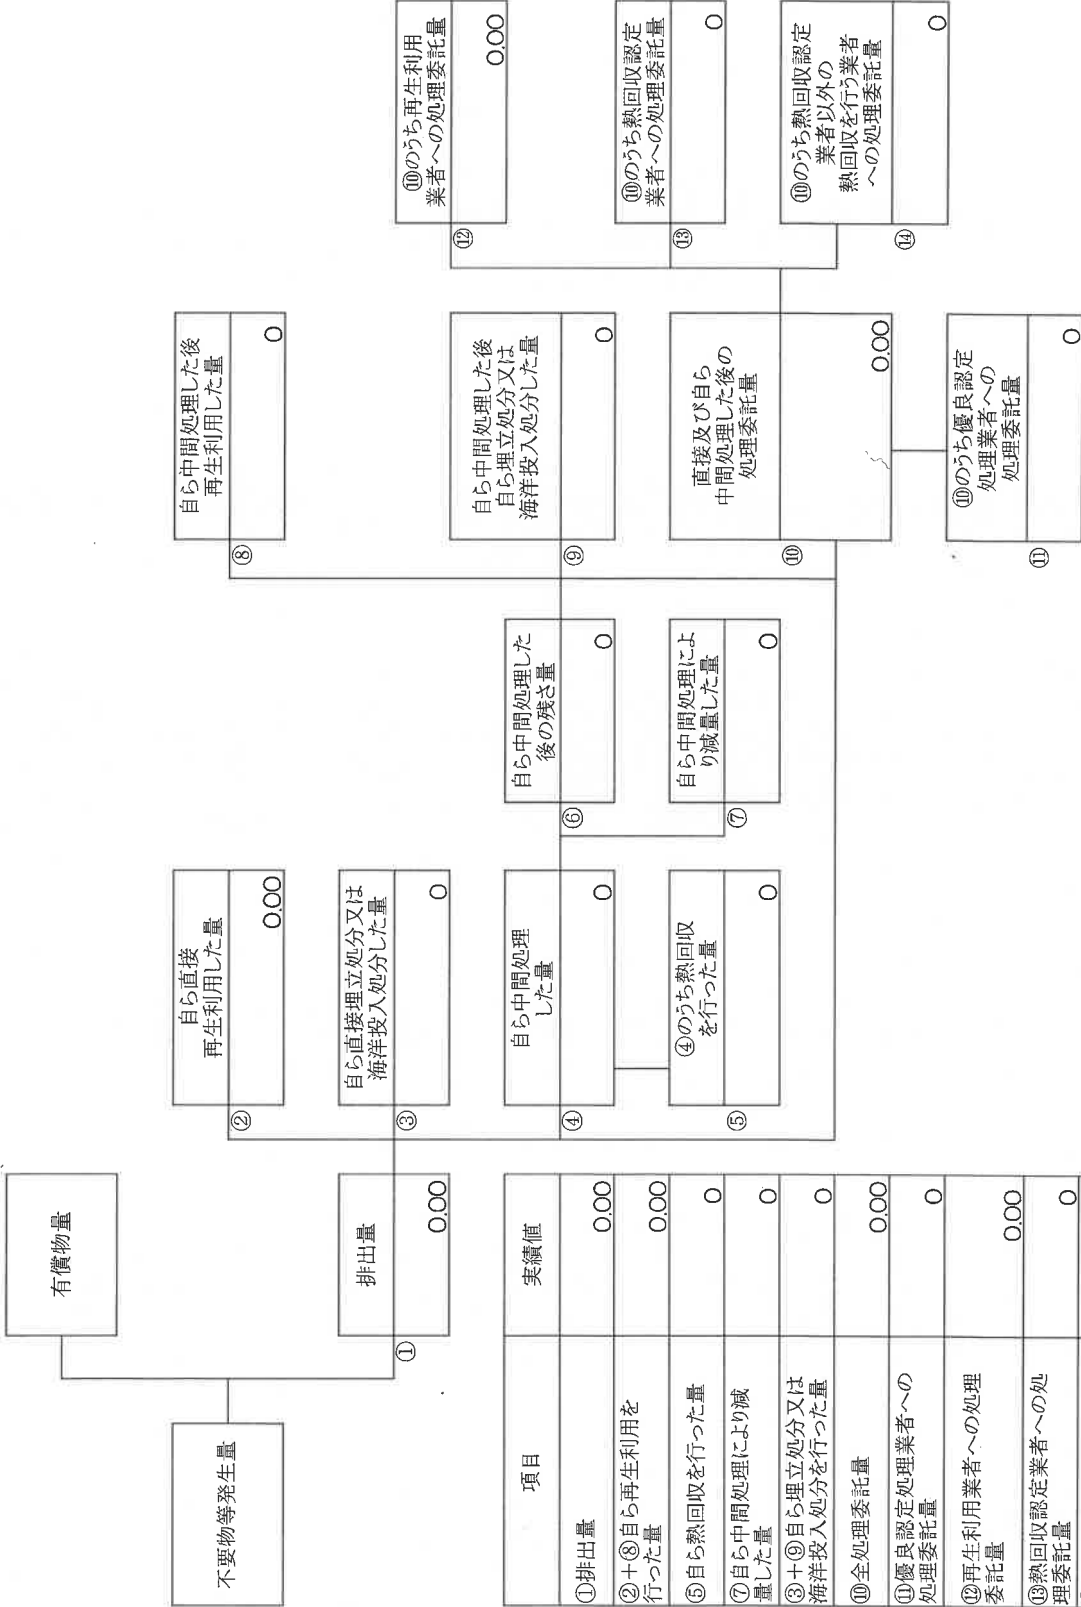 不要物等発生量
有償物量
①
排出量
0.00
②
自ら直接
再生利用した量
0.00
③
自ら直接埋立処分又は
海洋投入処分した量
0
④
自ら中間処理
した量
0
⑤
④のうち熱回収
を行った量
0
⑥
自ら中間処理した
後の残さ量
0
⑦
自ら中間処理によ
り減量した量
0
⑧
自ら中間処理した後
再生利用した量
0
⑨
自ら中間処理した後
自ら埋立処分又は
海洋投入処分した量
0
⑩
直接及び自ら
中間処理した後の
処理委託量
0.00
⑪
⑩のうち優良認定
処理業者への
処理委託量
0
⑫
⑩のうち再生利用
業者への処理委託量
0.00
⑬
⑩のうち熱回収認定
業者への処理委託量
0
⑭
⑩のうち熱回収認定
業者以外の
熱回収を行う業者
への処理委託量
0
項目
実績値
①排出量
0.00
②+⑧自ら再生利用を
行った量
0.00
⑤自ら熱回収を行った量
0
⑦自ら中間処理により減
量した量
0
③+⑨自ら埋立処分又は
海洋投入処分を行った量
0
⑩全処理委託量
0.00
⑪優良認定処理業者への
処理委託量
0
⑫再生利用業者への処理
委託量
0.00
⑬熱回収認定業者への処
理委託量
0